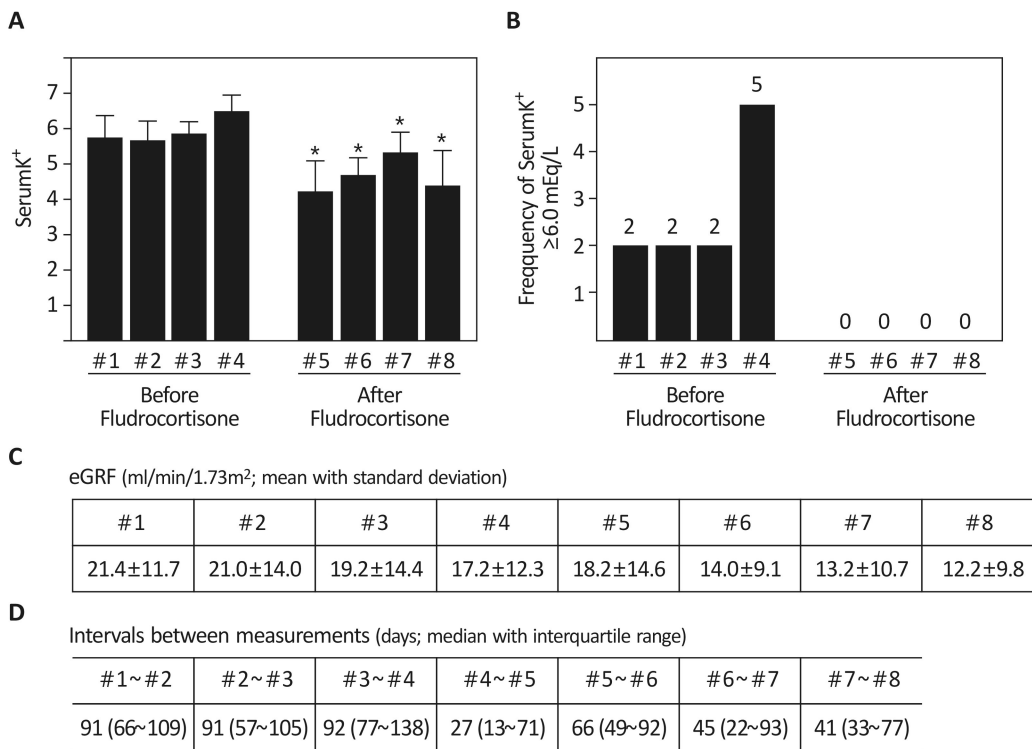 A
B
SerumK⁺
7
6
5
4
3
2
1
* * * *
#1 #2 #3 #4 #5 #6 #7 #8
Before
Fludrocortisone
After
Fludrocortisone
Freqquency of SerumK⁺
≥6.0 mEq/L
5
4
3
2
1
2 2 2 5 0 0 0 0
#1 #2 #3 #4 #5 #6 #7 #8
Before
Fludrocortisone
After
Fludrocortisone
C
eGRF (ml/min/1.73m²; mean with standard deviation)
#1 #2 #3 #4 #5 #6 #7 #8
21.4±11.7 21.0±14.0 19.2±14.4 17.2±12.3 18.2±14.6 14.0±9.1 13.2±10.7 12.2±9.8
D
Intervals between measurements (days; median with interquartile range)
#1~#2 #2~#3 #3~#4 #4~#5 #5~#6 #6~#7 #7~#8
91 (66~109) 91 (57~105) 92 (77~138) 27 (13~71) 66 (49~92) 45 (22~93) 41 (33~77)